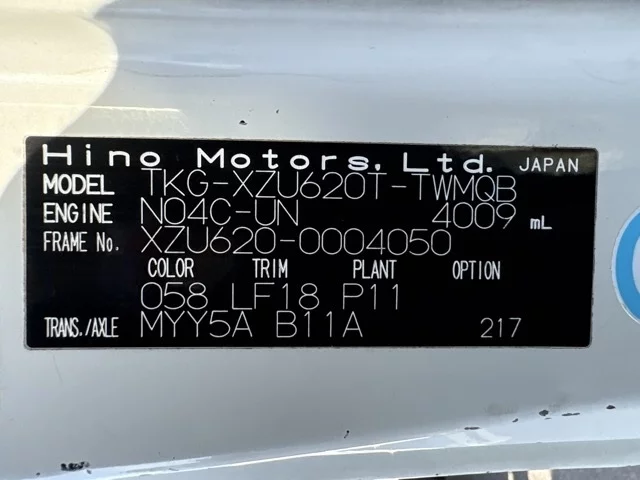 Hino Motors, Ltd. JAPAN
MODEL TKG-XZU620T-TWMQB
ENGINE N04C-UN 4009 mL
FRAME No. XZU620-0004050
COLOR TRIM PLANT OPTION
058 LF18 P11
TRANS./AXLE MYY5A B11A 217